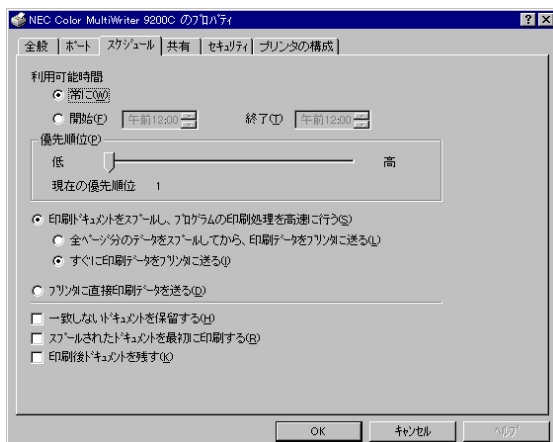 NEC Color MultiWriter 9200C のプロパティ
全般 ポート スケジュール 共有 セキュリティ プリンタの構成
利用可能時間
常に(W)
開始(F) 午前12:00 終了(T) 午前12:00
優先順位(P)
低 高
現在の優先順位 1
印刷ドキュメントをスプールし、プログラムの印刷処理を高速に行う(S)
全ページ分のデータをスプールしてから、印刷データをプリンタに送る(L)
すぐに印刷データをプリンタに送る(I)
プリンタに直接印刷データを送る(D)
一致しないドキュメントを保留する(H)
スプールされたドキュメントを最初に印刷する(R)
印刷後ドキュメントを残す(K)
OK キャンセル ヘルプ